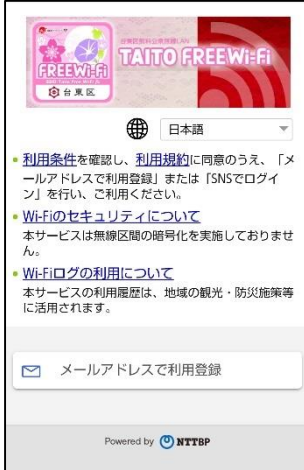 台東区無料公衆無線LAN
TAITO FREE Wi-Fi
FREE Wi-Fi
台東区
日本語
利用条件を確認し、利用規約に同意のうえ、「メ
ールアドレスで利用登録」または「SNSでログイ
ン」を行い、ご利用ください。
Wi-Fiのセキュリティについて
本サービスは無線区間の暗号化を実施しておりませ
ん。
Wi-Fiログの利用について
本サービスの利用履歴は、地域の観光・防災施策等
に活用されます。
メールアドレスで利用登録
Powered by NTTBP